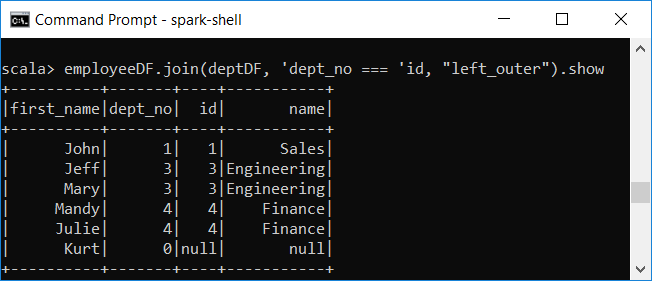 Command Prompt - spark-shell
scala> employeeDF.join(deptDF, 'dept_no === 'id, "left_outer").show
+----------+-------+----+-----------+
|first_name|dept_no|  id|       name|
+----------+-------+----+-----------+
|      John|      1|   1|      Sales|
|      Jeff|      3|   3|Engineering|
|      Mary|      3|   3|Engineering|
|     Mandy|      4|   4|    Finance|
|     Julie|      4|   4|    Finance|
|      Kurt|      0|null|       null|
+----------+-------+----+-----------+